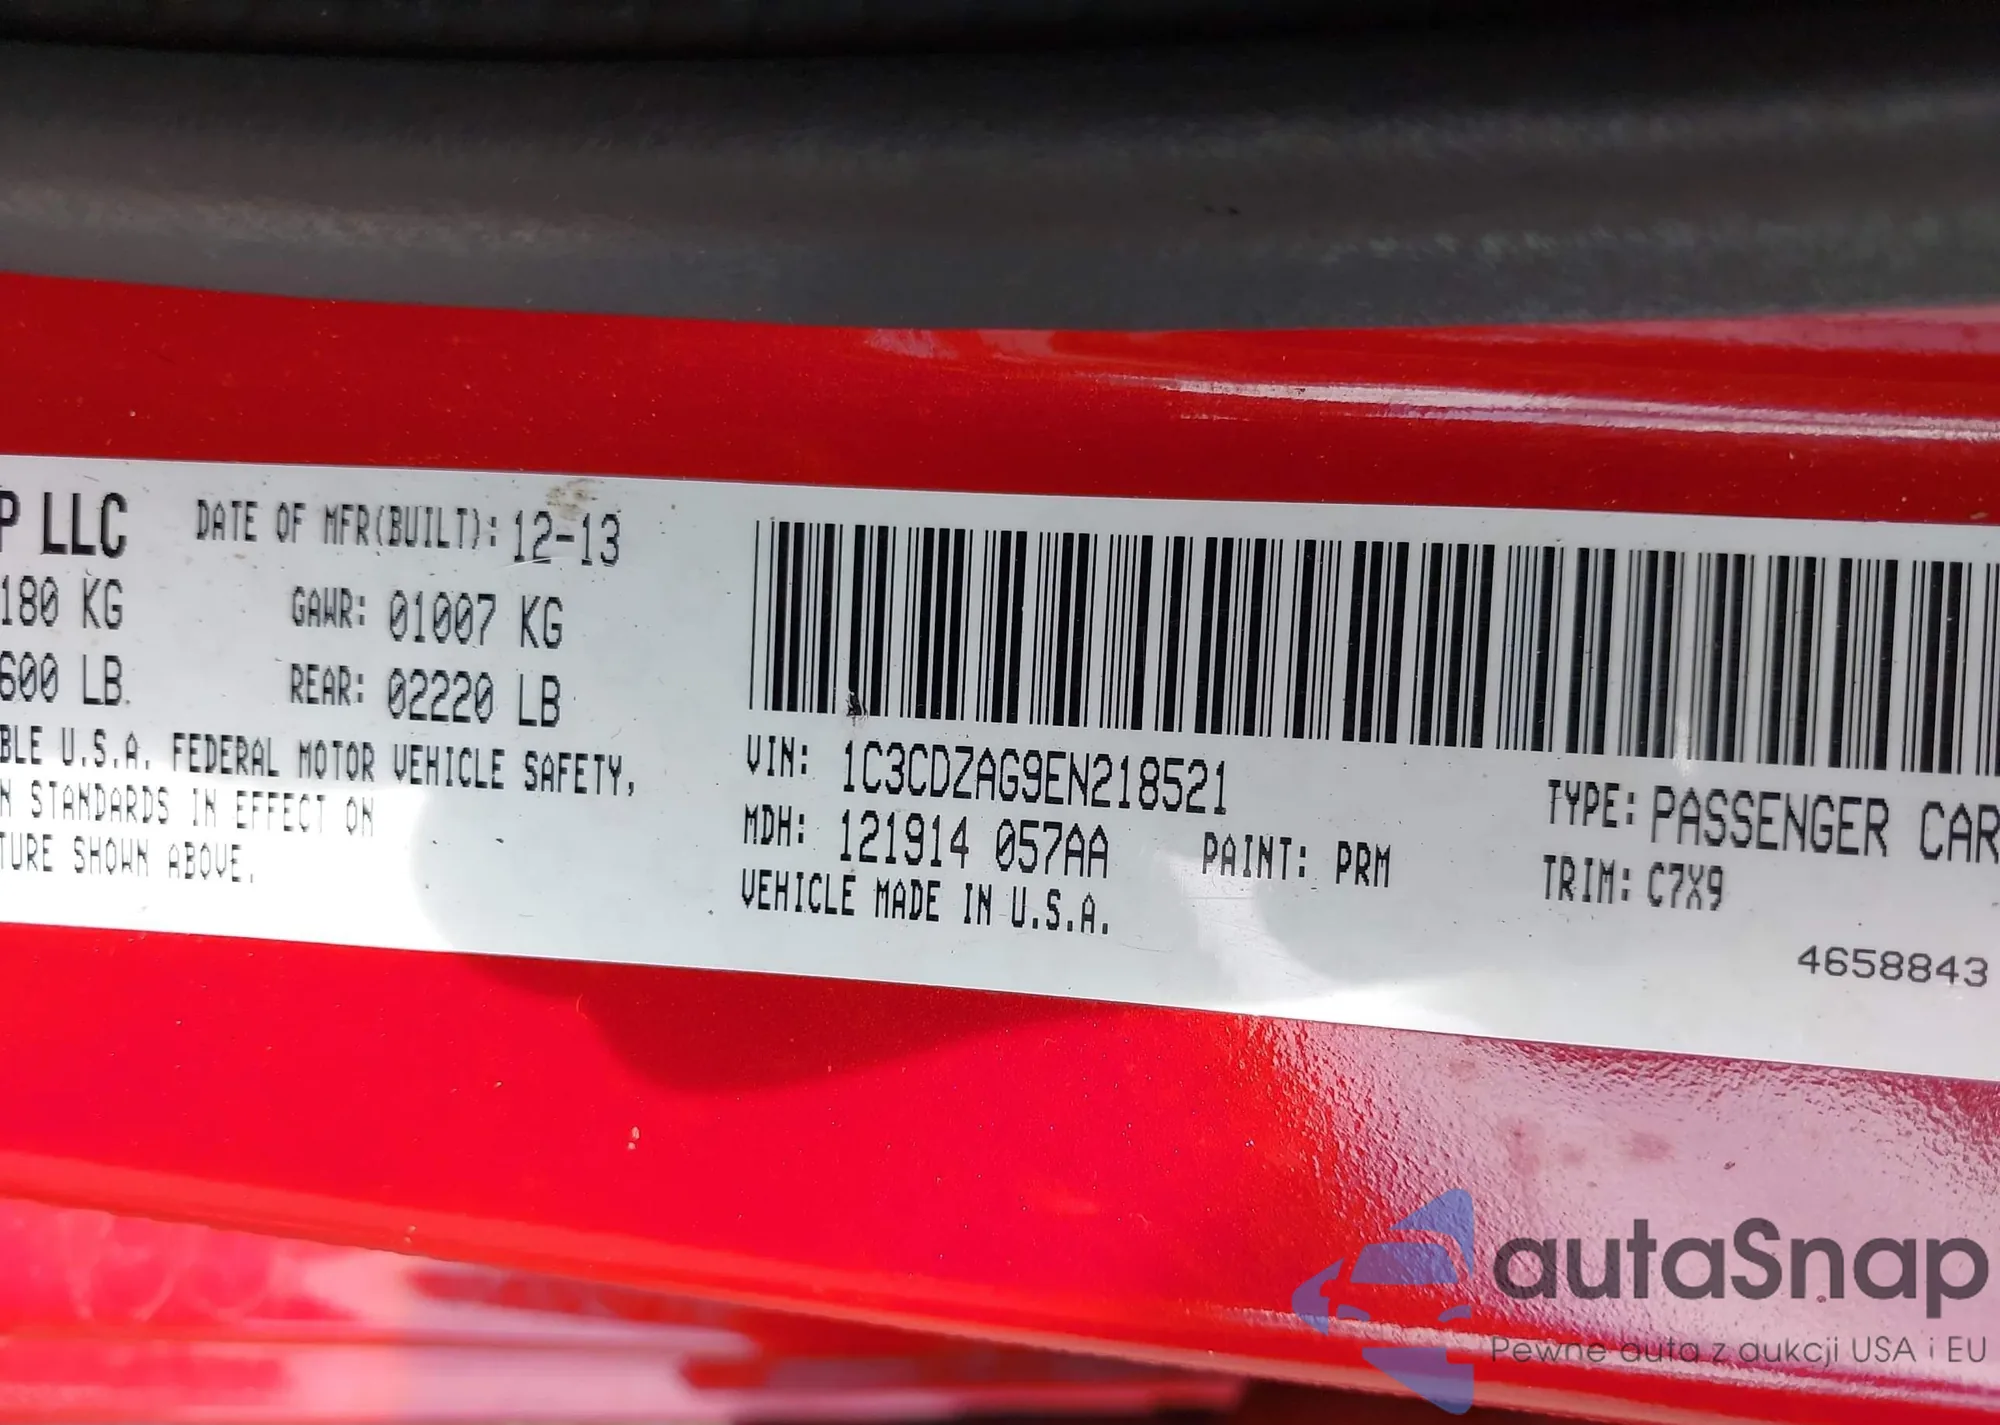 P LLC DATE OF MFR(BUILT): 12-13
180 KG GAWR: 01007 KG
600 LB. REAR: 02220 LB
BLE U.S.A. FEDERAL MOTOR VEHICLE SAFETY,
N STANDARDS IN EFFECT ON
TURE SHOWN ABOVE.
VIN: 1C3CDZAG9EN218521
TYPE: PASSENGER CAR
MDH: 121914 057AA PAINT: PRM
TRIM: C7X9
VEHICLE MADE IN U.S.A.
4658843
autaSnap
Pewne auta z aukcji USA i EU